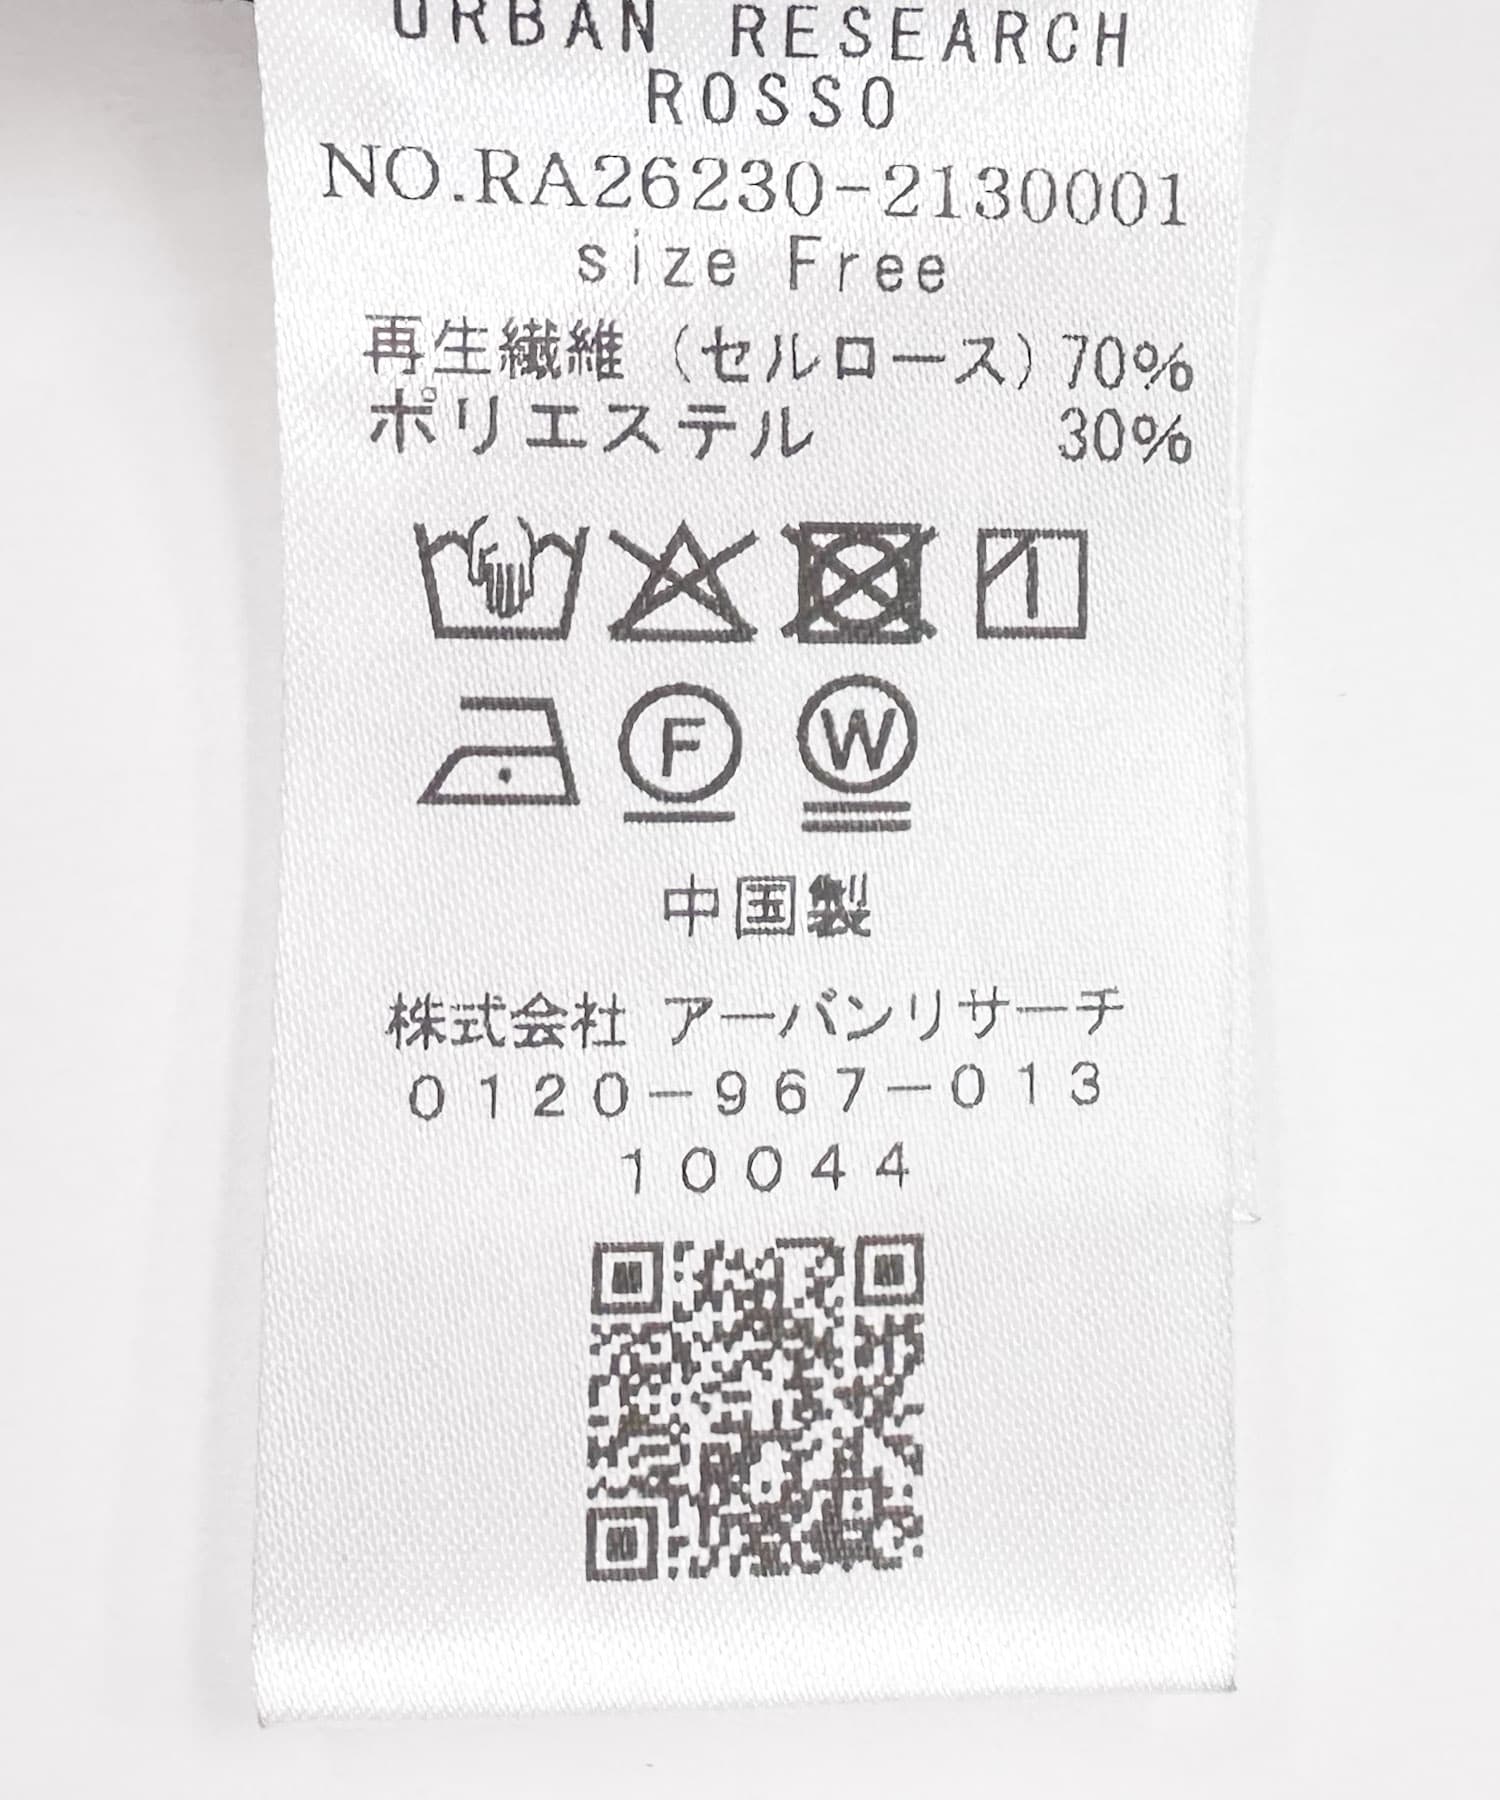 URBAN RESEARCH
ROSSO
NO.RA26230-2130001
size Free
再生繊維（セルロース）70%
ポリエステル 30%
F W
中国製
株式会社 アーバンリサーチ
0120-967-013
10044